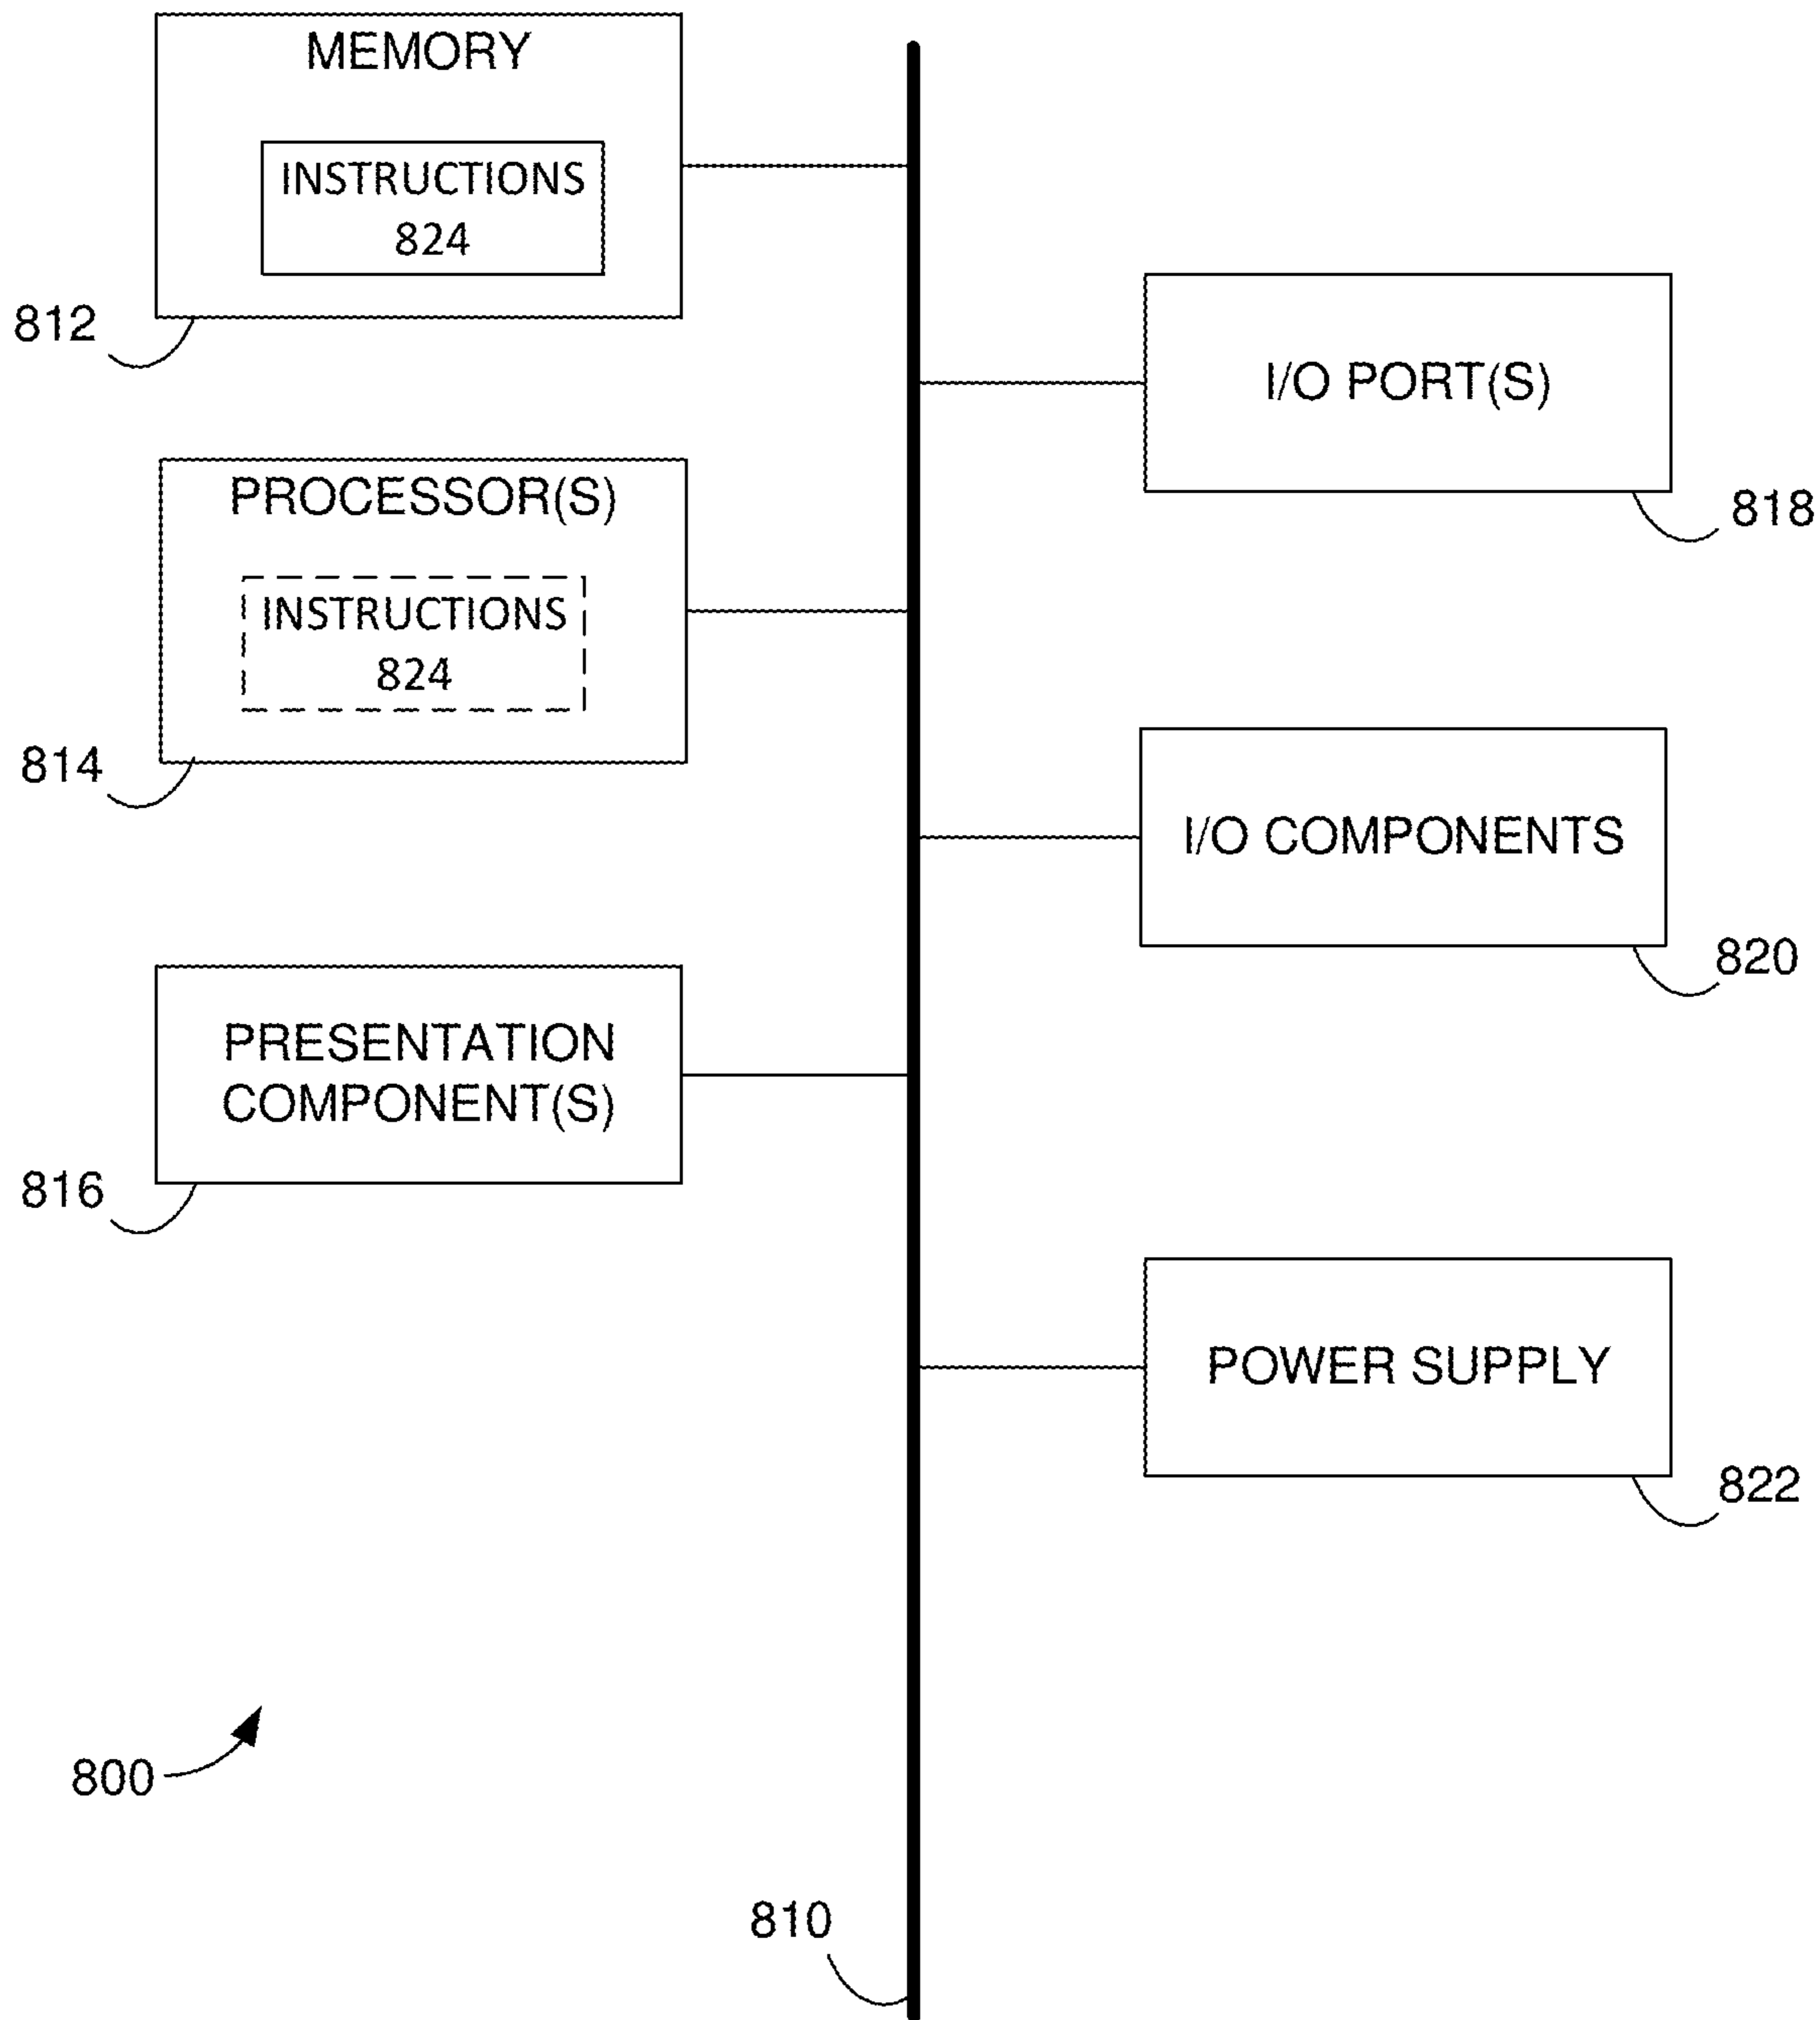 MEMORY
INSTRUCTIONS
824
812
I/O PORT(S)
818
PROCESSOR(S)
INSTRUCTIONS
824
814
I/O COMPONENTS
820
PRESENTATION
COMPONENT(S)
816
POWER SUPPLY
822
800
810